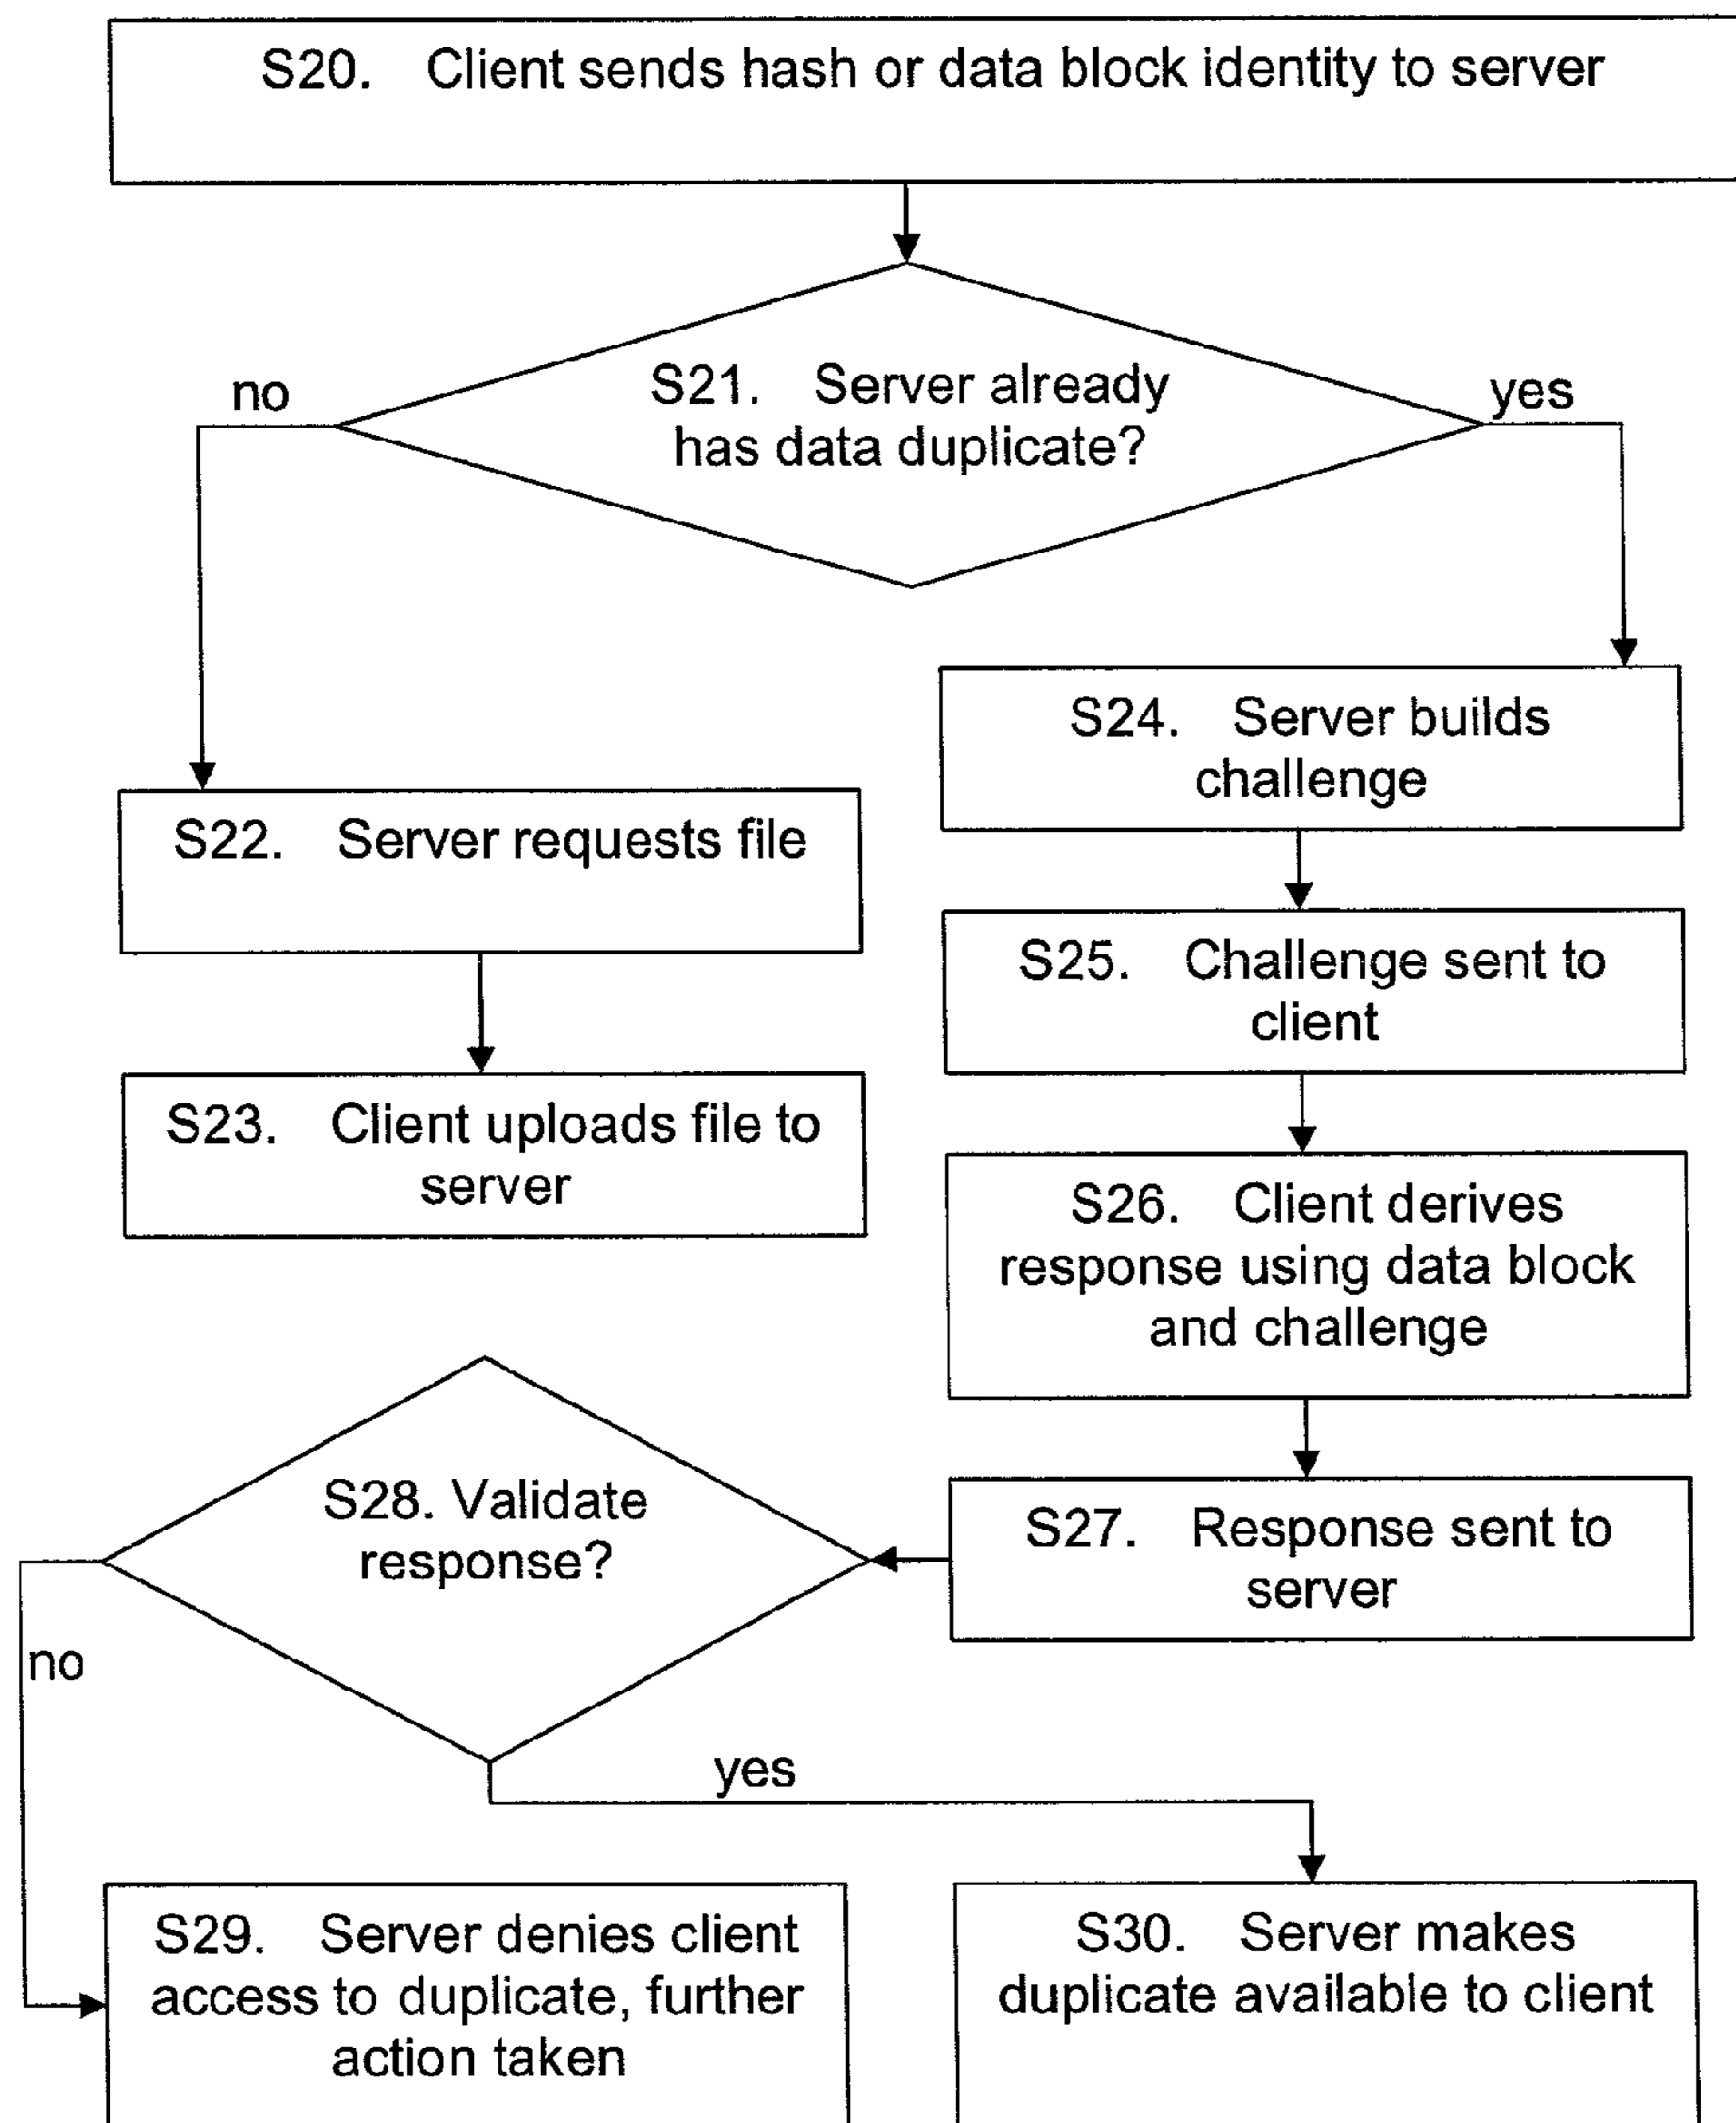 S20. Client sends hash or data block identity to server
no
S21. Server already
has data duplicate?
yes
S24. Server builds
challenge
S22. Server requests file
S25. Challenge sent to
client
S23. Client uploads file to
server
S26. Client derives
response using data block
and challenge
S28. Validate
response?
S27. Response sent to
server
no
yes
S29. Server denies client
access to duplicate, further
action taken
S30. Server makes
duplicate available to client